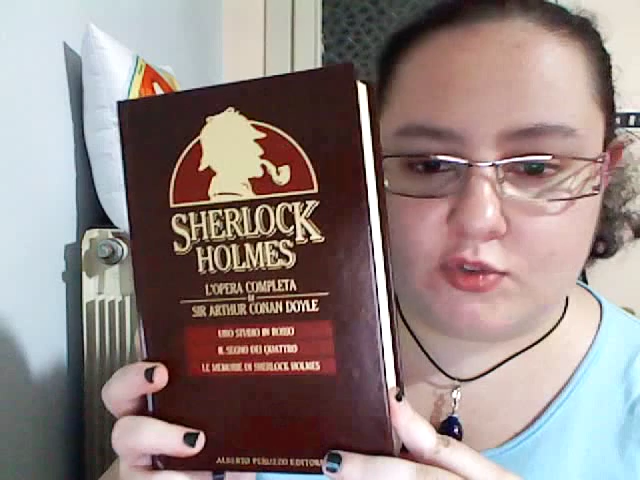 SHERLOCK
HOLMES
L'OPERA COMPLETA
DI
SIR ARTHUR CONAN DOYLE
UNO STUDIO IN ROSSO
IL SEGNO DEI QUATTRO
LE MEMORIE DI SHERLOCK HOLMES
ALBERTO PERUZZO EDITORE